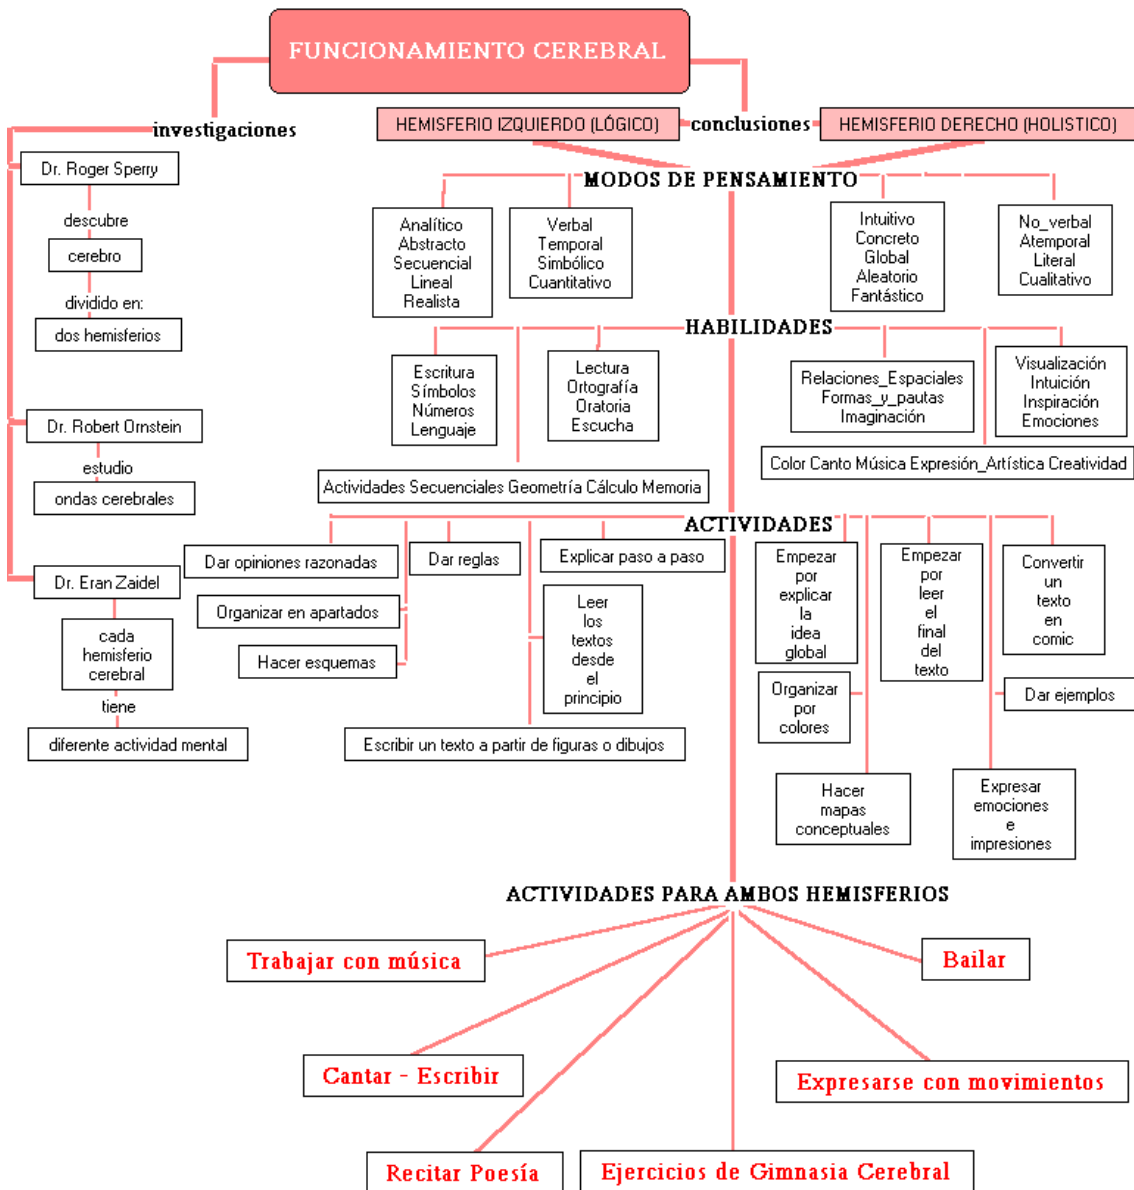 FUNCIONAMIENTO CEREBRAL
investigaciones
HEMISFERIO IZQUIERDO (LÓGICO)
conclusiones
HEMISFERIO DERECHO (HOLISTICO)
Dr. Roger Sperry
descubre
cerebro
dividido en:
dos hemisferios
Dr. Robert Ornstein
estudio
ondas cerebrales
Dr. Eran Zaidel
cada
hemisferio
cerebral
tiene
diferente actividad mental
MODOS DE PENSAMIENTO
Analítico
Abstracto
Secuencial
Lineal
Realista
Verbal
Temporal
Simbólico
Cuantitativo
Intuitivo
Concreto
Global
Aleatorio
Fantástico
No_verbal
Atemporal
Literal
Cualitativo
HABILIDADES
Escritura
Símbolos
Números
Lenguaje
Lectura
Ortografía
Oratoria
Escucha
Actividades Secuenciales Geometría Cálculo Memoria
Relaciones_Espaciales
Formas_y_pautas
Imaginación
Visualización
Intuición
Inspiración
Emociones
Color Canto Música Expresión_Artística Creatividad
ACTIVIDADES
Dar opiniones razonadas
Dar reglas
Explicar paso a paso
Organizar en apartados
Hacer esquemas
Leer
los
textos
desde
el
principio
Escribir un texto a partir de figuras o dibujos
Empezar
por
explicar
la
idea
global
Empezar
por
leer
el
final
del
texto
Convertir
un
texto
en
comic
Organizar
por
colores
Dar ejemplos
Hacer
mapas
conceptuales
Expresar
emociones
e
impresiones
ACTIVIDADES PARA AMBOS HEMISFERIOS
Trabajar con música
Bailar
Cantar - Escribir
Expresarse con movimientos
Recitar Poesía
Ejercicios de Gimnasia Cerebral